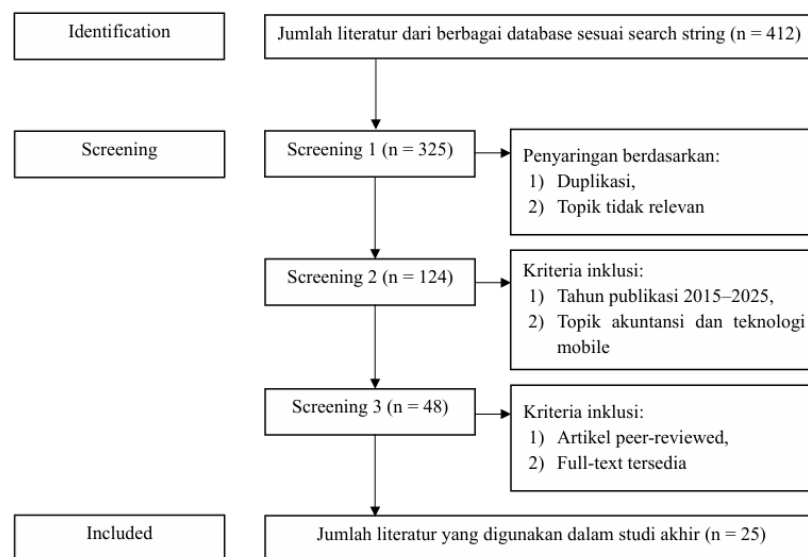 Identification
Jumlah literatur dari berbagai database sesuai search string (n = 412)
Screening
Screening 1 (n = 325)
Penyaringan berdasarkan:
1) Duplikasi,
2) Topik tidak relevan
Screening 2 (n = 124)
Kriteria inklusi:
1) Tahun publikasi 2015–2025,
2) Topik akuntansi dan teknologi
mobile
Screening 3 (n = 48)
Kriteria inklusi:
1) Artikel peer-reviewed,
2) Full-text tersedia
Included
Jumlah literatur yang digunakan dalam studi akhir (n = 25)